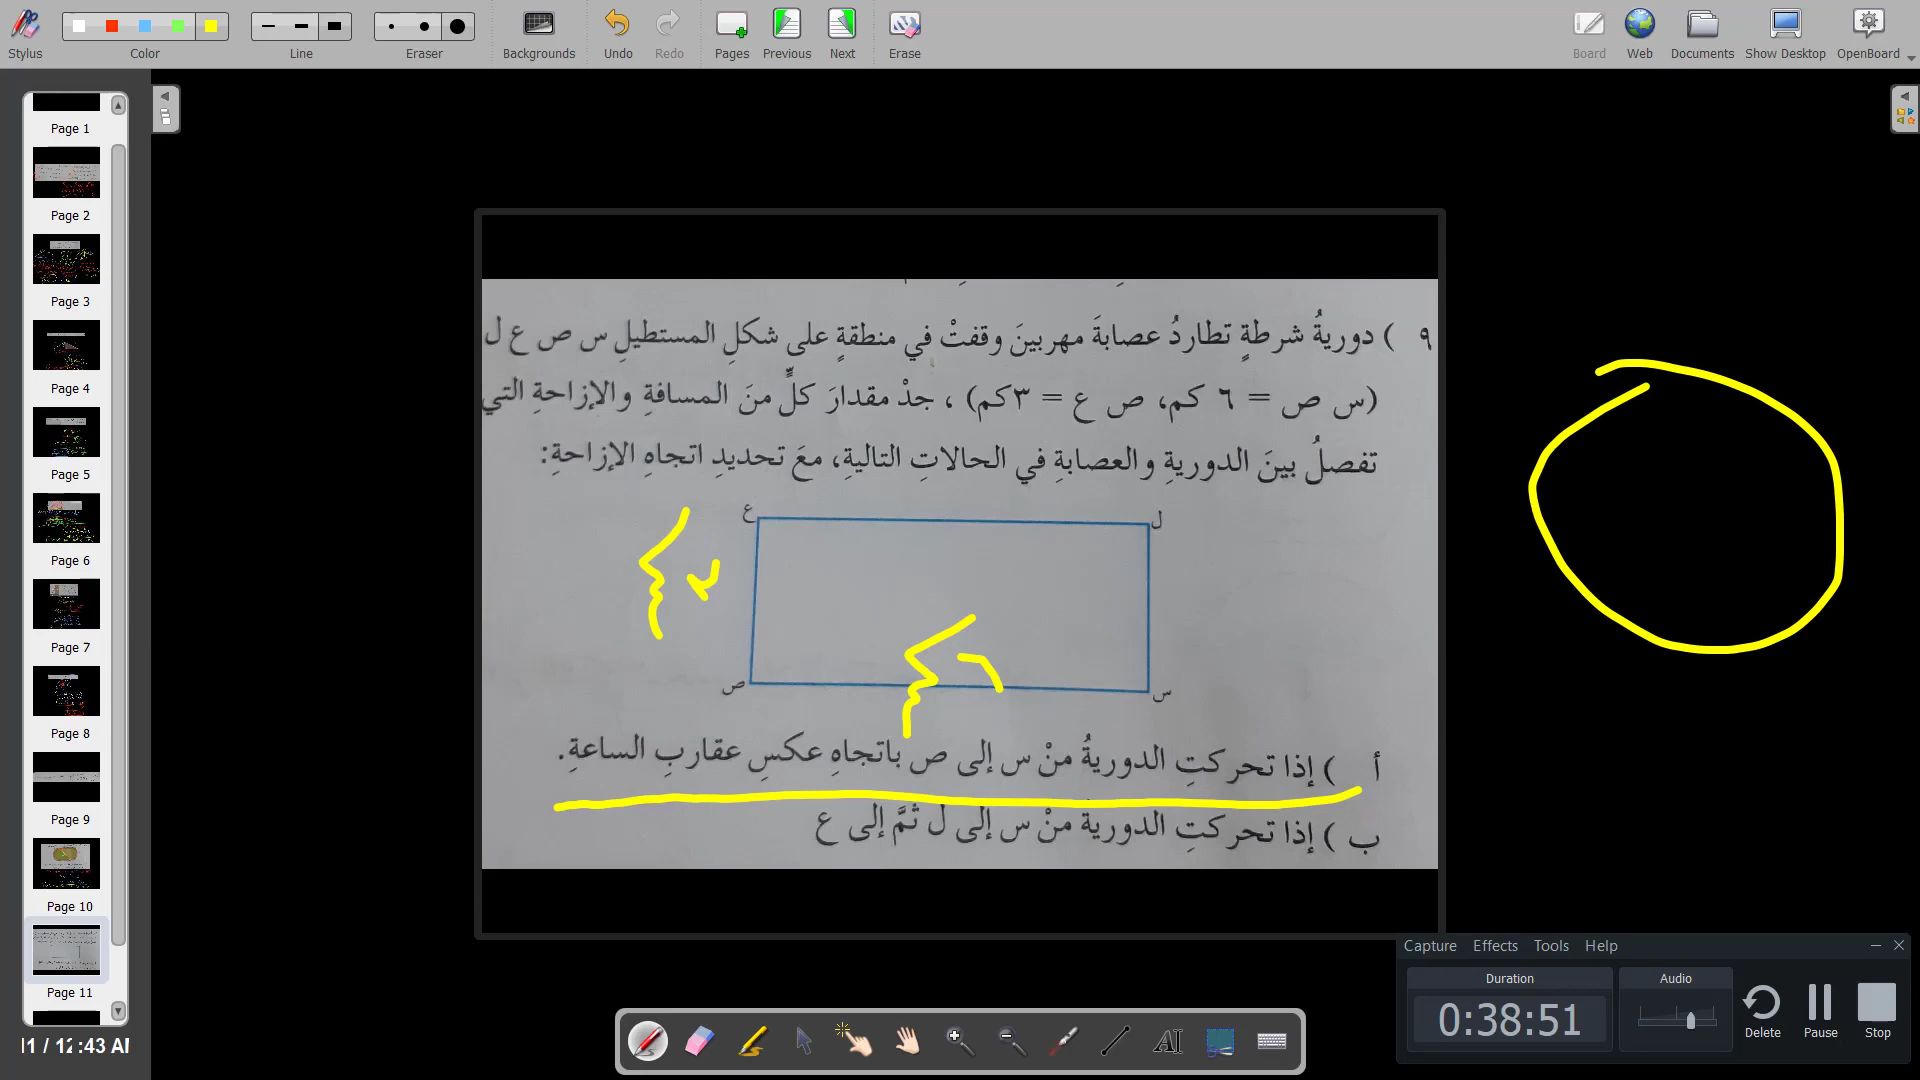 Stylus
Color
Line
Eraser
Backgrounds
Undo
Redo
Pages
Previous
Next
Erase
Board
Web
Documents
Show Desktop
OpenBoard
Page 1
Page 2
Page 3
Page 4
Page 5
Page 6
Page 7
Page 8
Page 9
Page 10
Page 11
٩ ) دوريةُ شرطةٍ تطاردُ عصابةَ مهربينَ وقفتْ في منطقةٍ على شكلِ المستطيلِ س ص ع ل
(س ص = ٦ كم، ص ع = ٣كم) ، جدْ مقدارَ كلٍّ منَ المسافةِ والإزاحةِ التي
تفصلُ بينَ الدوريةِ والعصابةِ في الحالاتِ التاليةِ، معَ تحديدِ اتجاهِ الإزاحةِ:
ع
ل
ص
س
٦
أ ) إذا تحركتِ الدوريةُ منْ س إلى ص باتجاهِ عكسِ عقاربِ الساعةِ.
ب ) إذا تحركتِ الدوريةُ منْ س إلى ل ثمَّ إلى ع
Capture Effects Tools Help
Duration
Audio
0:38:51
Delete
Pause
Stop
12:43 AM